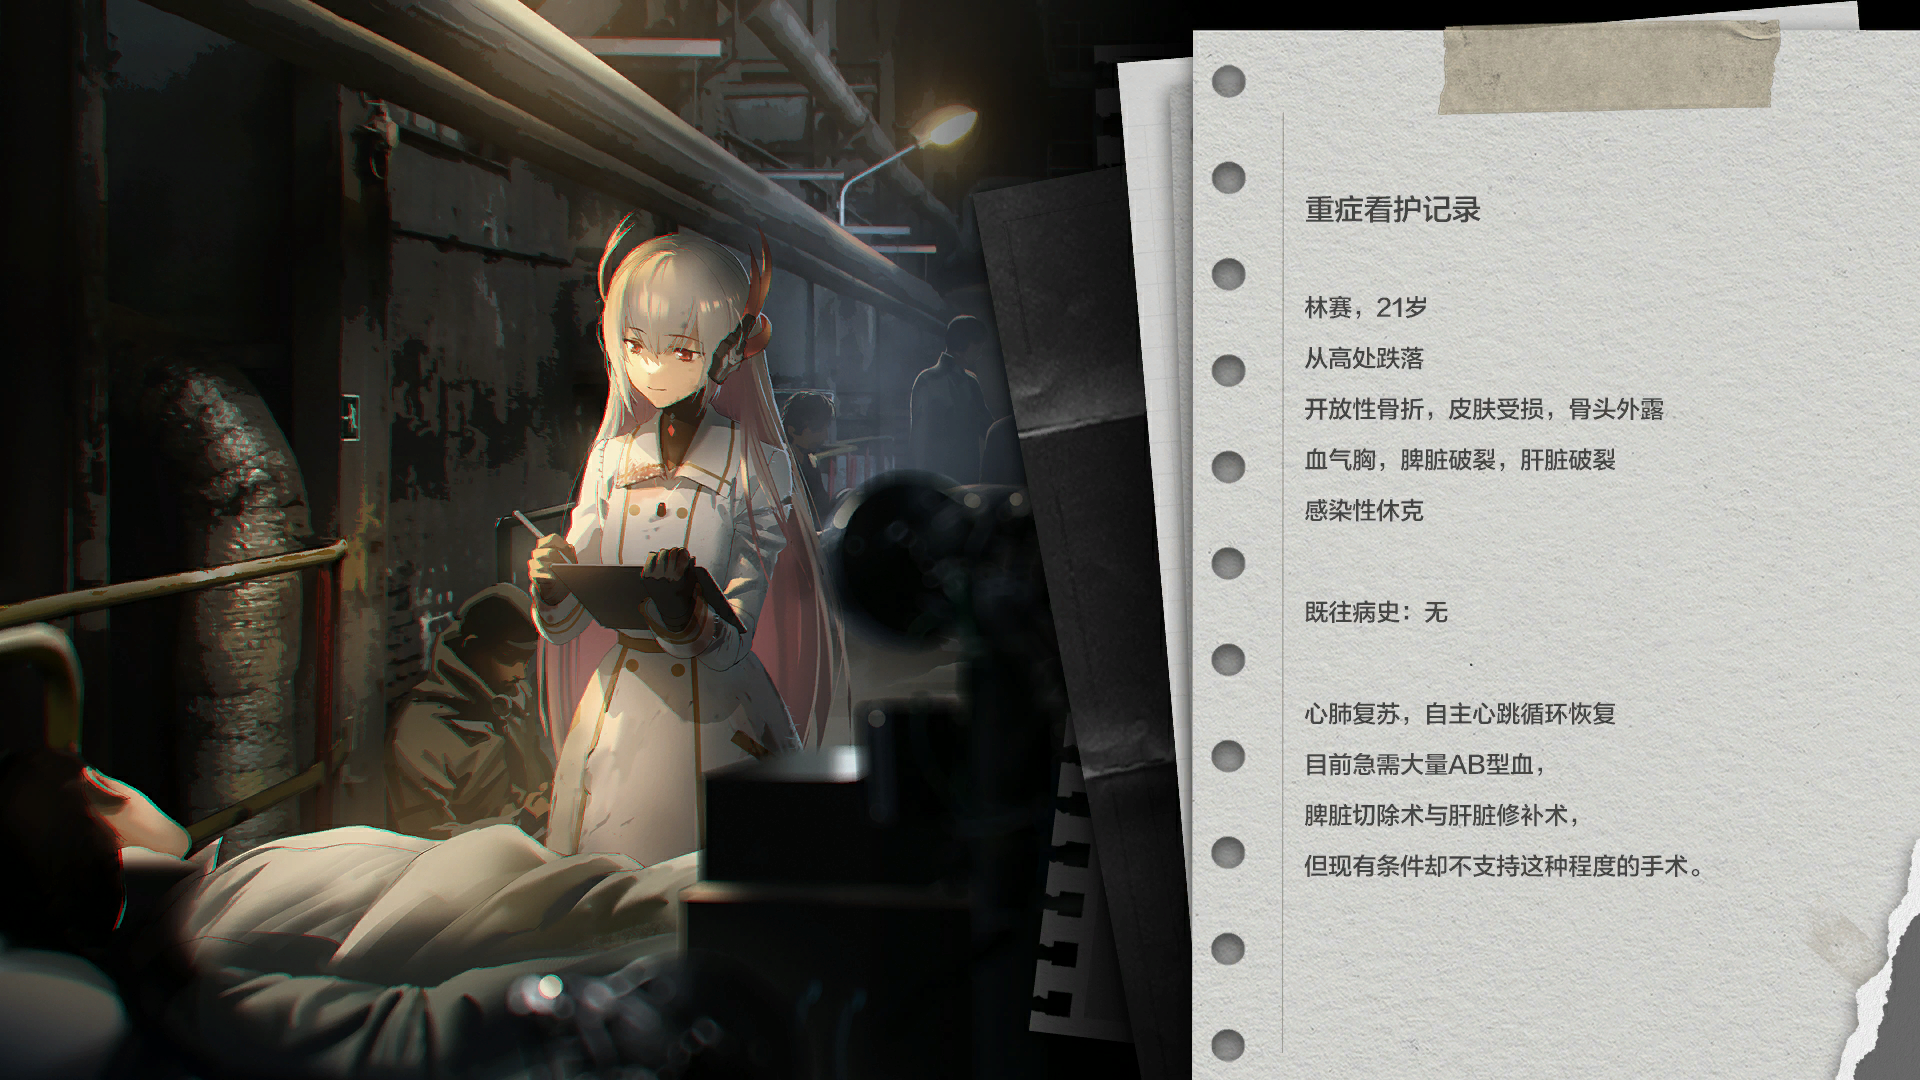 重症看护记录
林赛，21岁
从高处跌落
开放性骨折，皮肤受损，骨头外露
血气胸，脾脏破裂，肝脏破裂
感染性休克
既往病史：无
心肺复苏，自主心跳循环恢复
目前急需大量AB型血，
脾脏切除术与肝脏修补术，
但现有条件却不支持这种程度的手术。